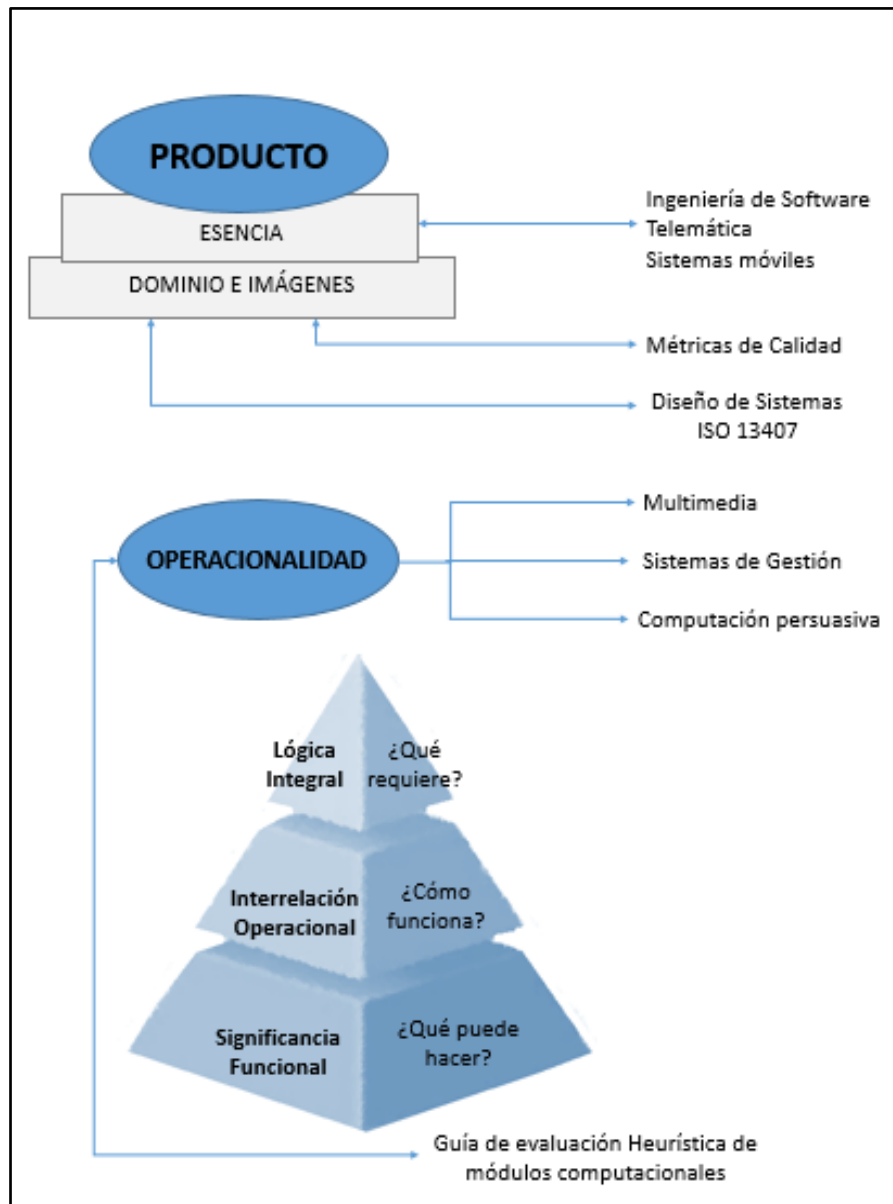 PRODUCTO
ESENCIA
DOMINIO E IMÁGENES
Ingeniería de Software
Telemática
Sistemas móviles
Métricas de Calidad
Diseño de Sistemas
ISO 13407
OPERACIONALIDAD
Multimedia
Sistemas de Gestión
Computación persuasiva
Lógica
Integral
¿Qué
requiere?
Interrelación
Operacional
¿Cómo
funciona?
Significancia
Funcional
¿Qué puede
hacer?
Guía de evaluación Heurística de
módulos computacionales